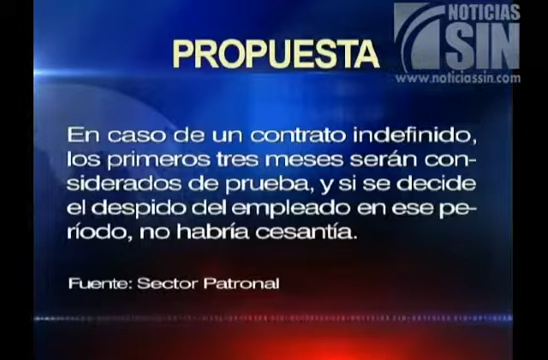 NOTICIAS
SIN
www.noticiassin.com
PROPUESTA
En caso de un contrato indefinido,
los primeros tres meses serán con-
siderados de prueba, y si se decide
el despido del empleado en ese pe-
ríodo, no habría cesantía.
Fuente: Sector Patronal